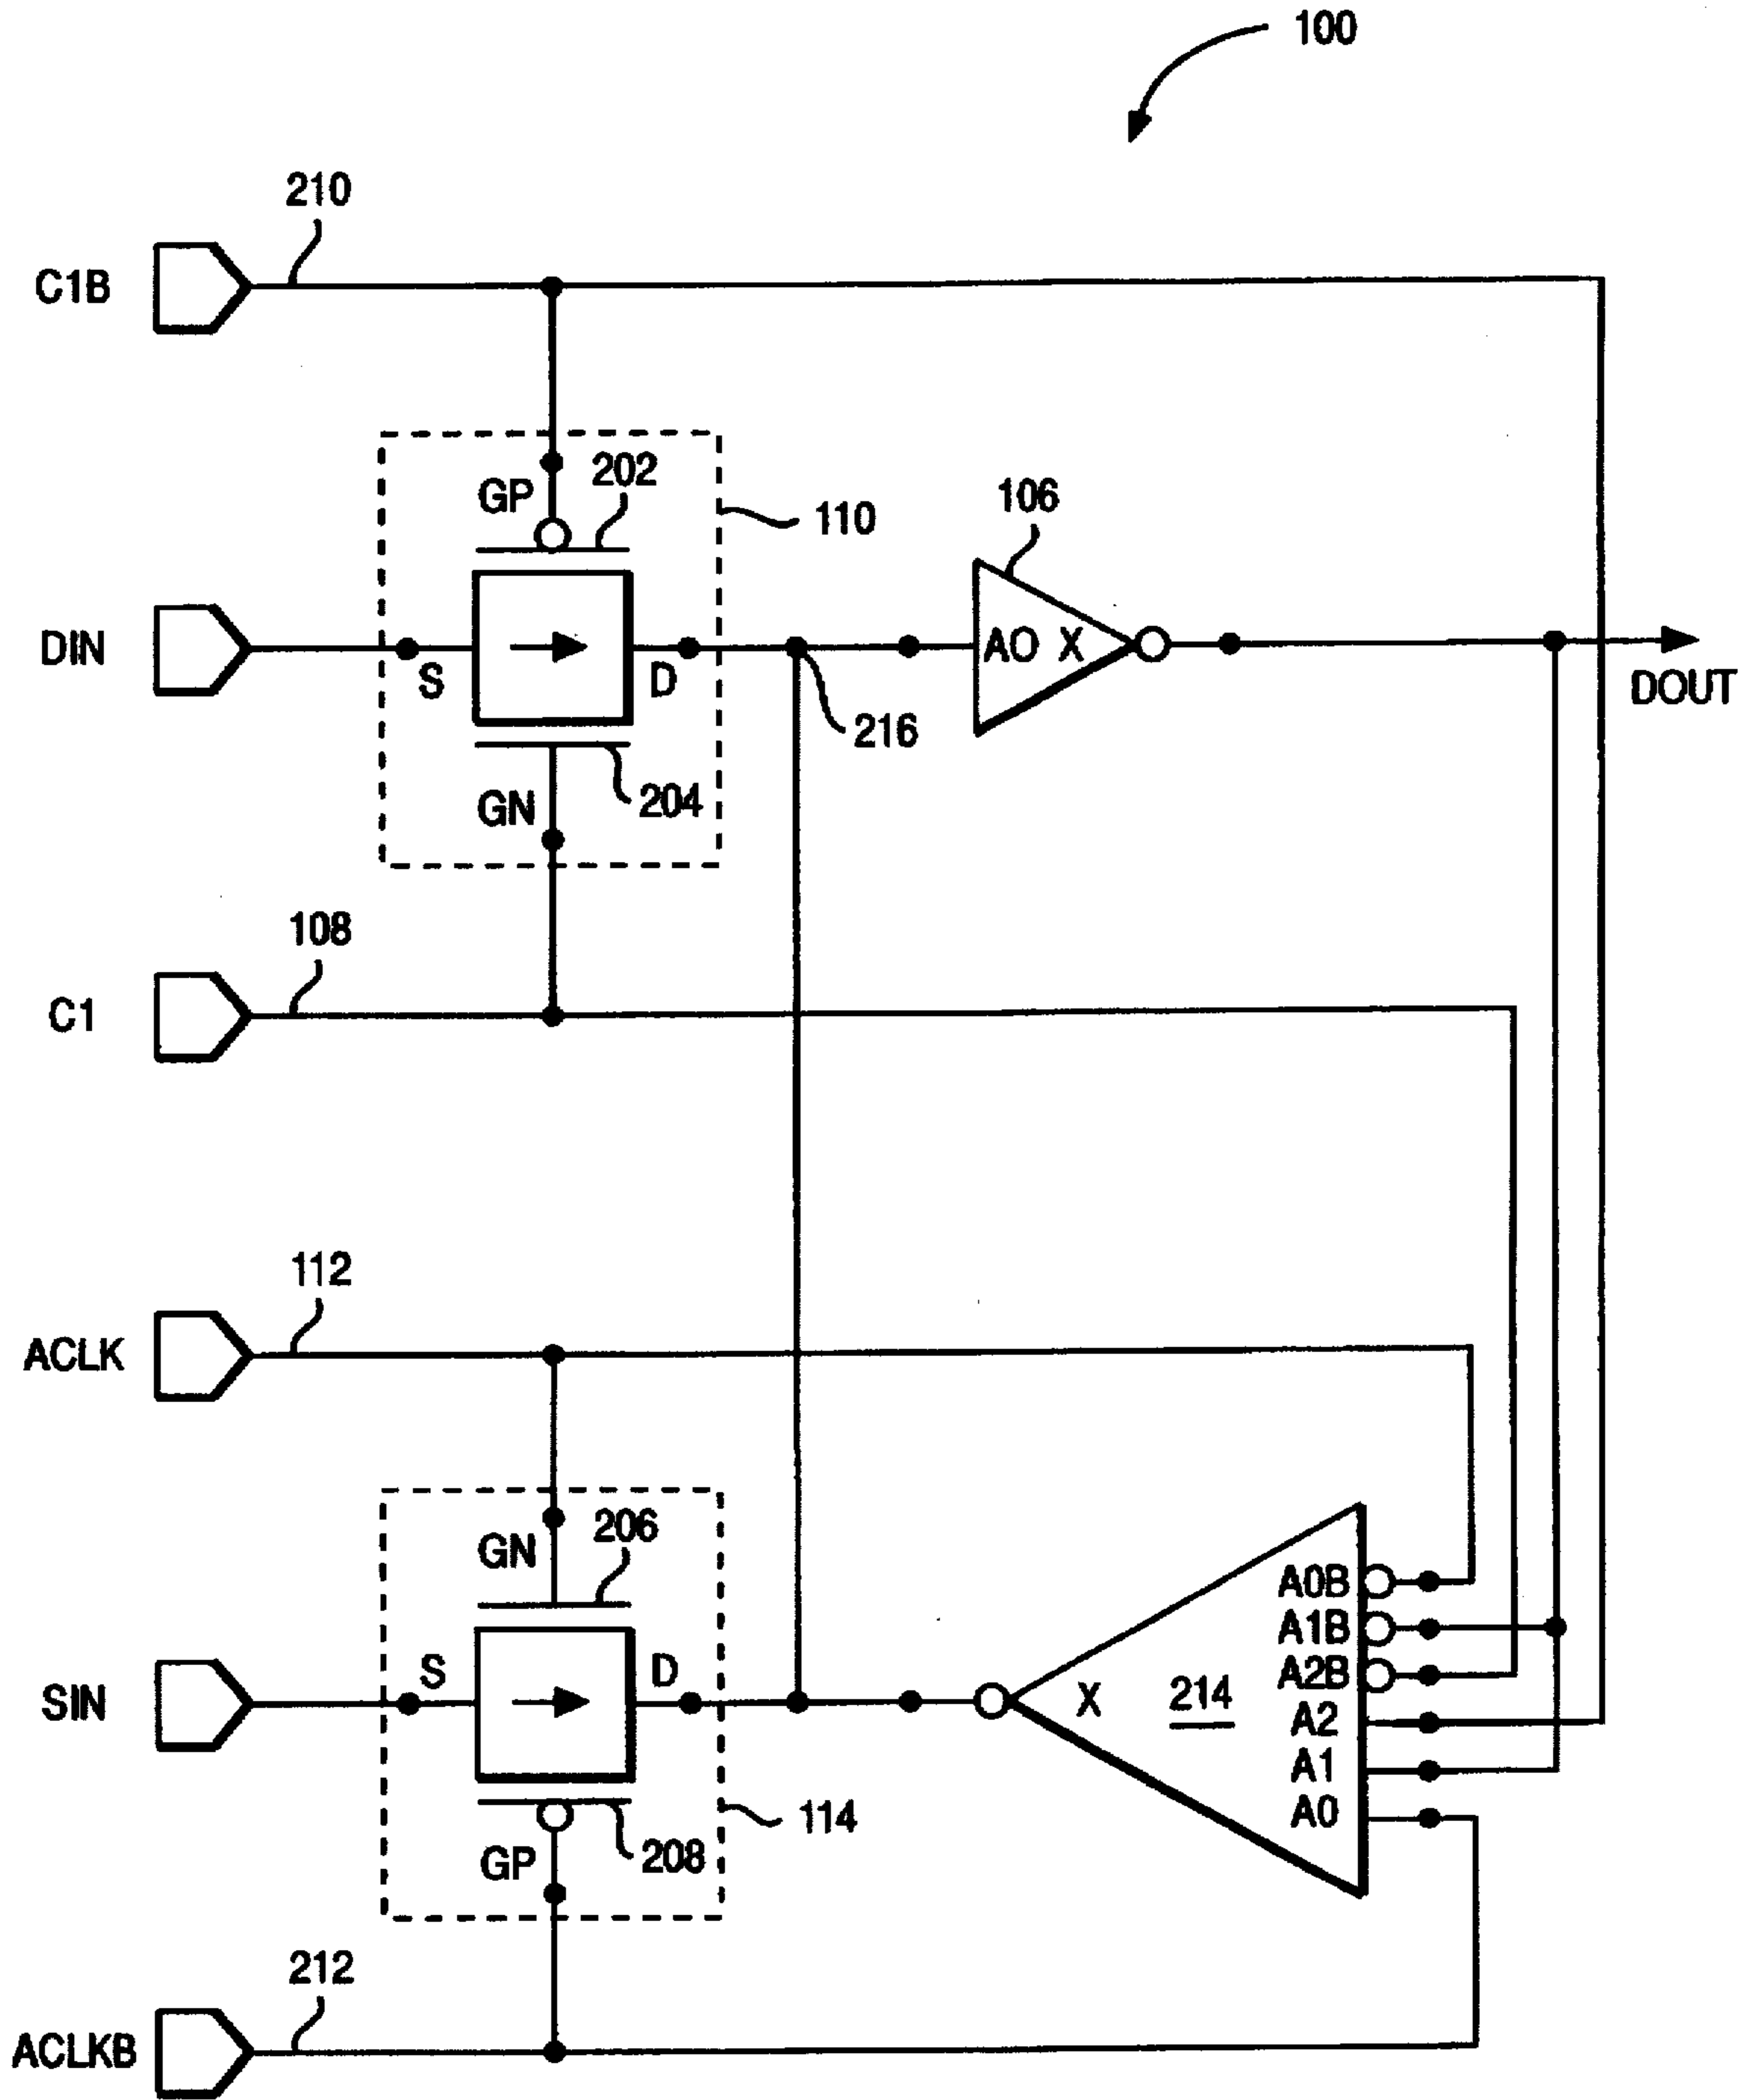 100
210
C1B
202
GP
110
106
DIN
S
D
AO X
DOUT
216
204
GN
108
C1
112
ACLK
206
GN
A0B
A1B
S
D
A2B
SIN
X
214
A2
A1
A0
114
208
GP
212
ACLKB